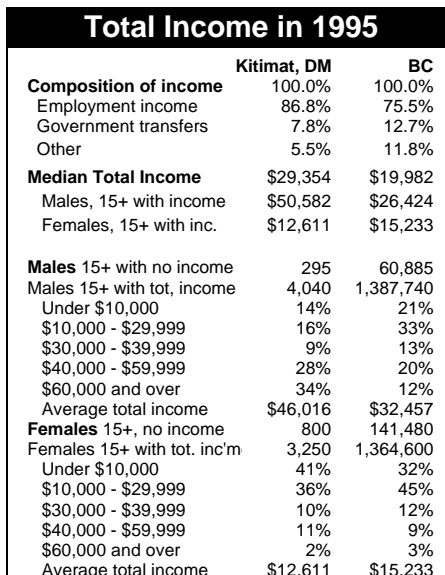 Total Income in 1995
Kitimat, DM BC
Composition of income 100.0% 100.0%
Employment income 86.8% 75.5%
Government transfers 7.8% 12.7%
Other 5.5% 11.8%
Median Total Income $29,354 $19,982
Males, 15+ with income $50,582 $26,424
Females, 15+ with inc. $12,611 $15,233
Males 15+ with no income 295 60,885
Males 15+ with tot, income 4,040 1,387,740
Under $10,000 14% 21%
$10,000 - $29,999 16% 33%
$30,000 - $39,999 9% 13%
$40,000 - $59,999 28% 20%
$60,000 and over 34% 12%
Average total income $46,016 $32,457
Females 15+, no income 800 141,480
Females 15+ with tot. inc'm 3,250 1,364,600
Under $10,000 41% 32%
$10,000 - $29,999 36% 45%
$30,000 - $39,999 10% 12%
$40,000 - $59,999 11% 9%
$60,000 and over 2% 3%
Average total income $12,611 $15,233